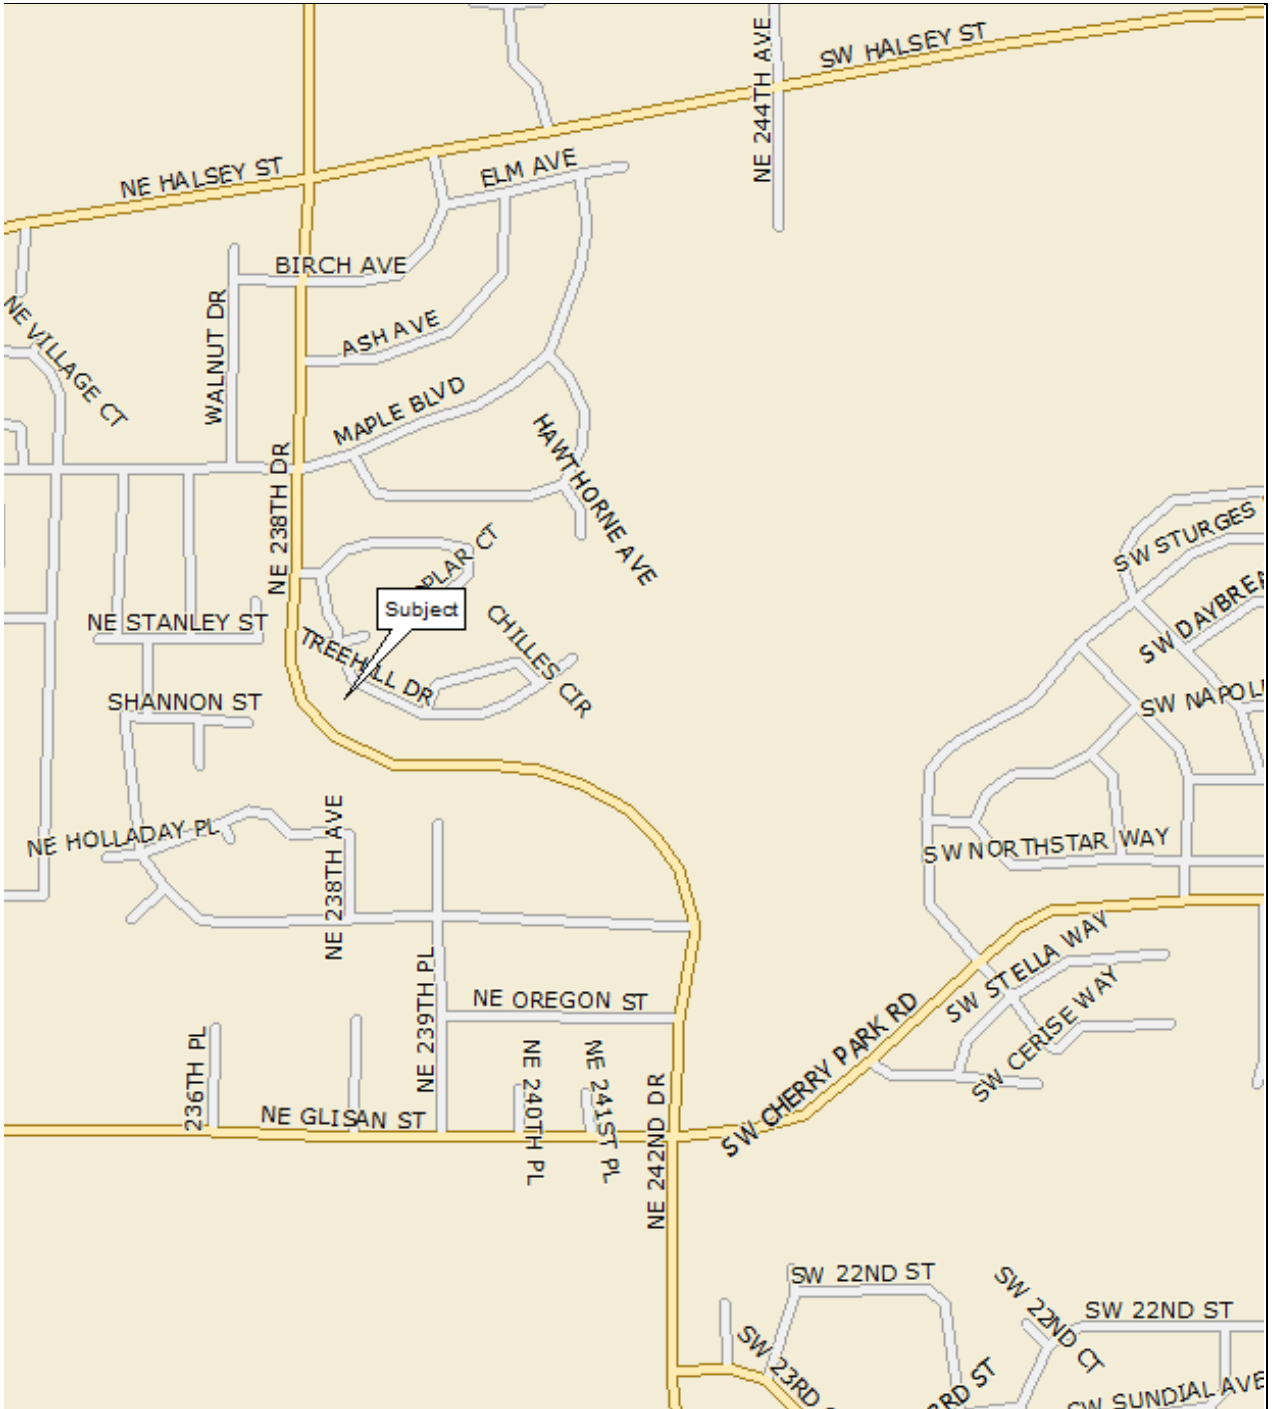 SW HALSEY ST
NE 244TH AVE
NE HALSEY ST
ELM AVE
BIRCH AVE
NE VILLAGE CT
WALNUT DR
ASH AVE
MAPLE BLVD
HAWTHORNE AVE
NE 238TH DR
SW STURGES
PLAR CT
SW DAYBREA
Subject
NE STANLEY ST
CHILLES CIR
TREEHILL DR
SW NAPOL
SHANNON ST
NE HOLLADAY PL
NE 238TH AVE
SW NORTHSTAR WAY
SW STELLA WAY
NE 239TH PL
NE OREGON ST
SW CERISE WAY
SW CHERRY PARK RD
236TH PL
NE 240TH PL
NE 241ST PL
NE GLISAN ST
NE 242ND DR
SW 22ND ST
SW 22ND CT
SW 22ND ST
SW 23RD
RD ST
SW SUNDIAL AVE